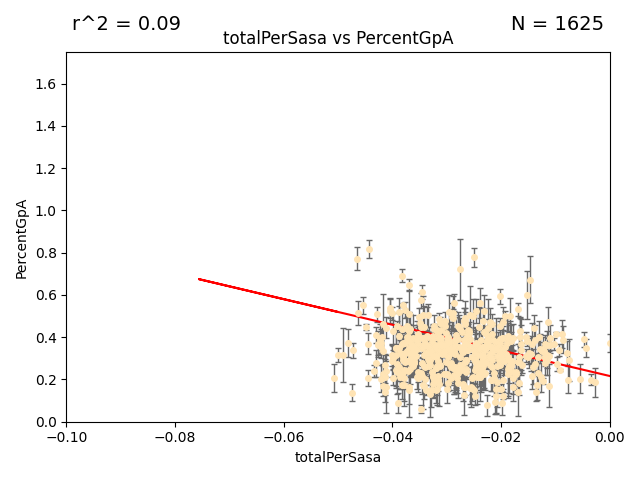 r^2 = 0.09
N = 1625
totalPerSasa vs PercentGpA
1.6
1.4
1.2
1.0
0.8
0.6
0.4
0.2
0.0
PercentGpA
−0.10 −0.08 −0.06 −0.04 −0.02 0.00
totalPerSasa